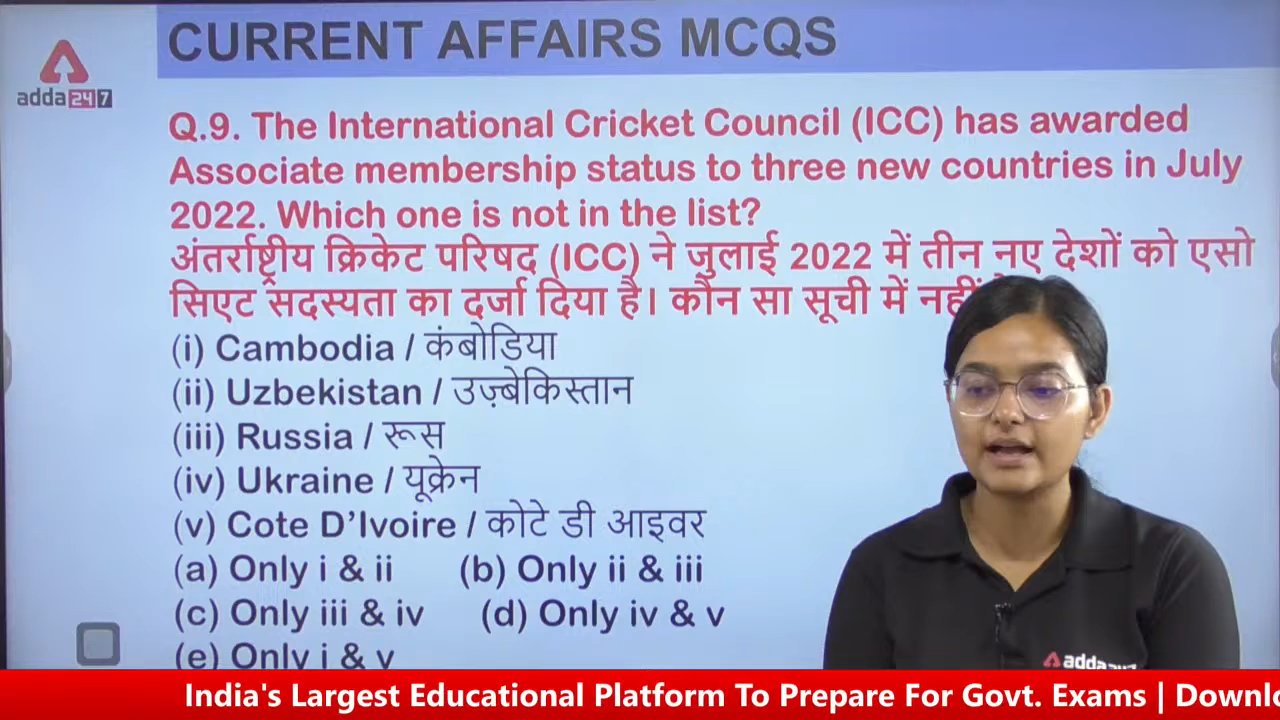 CURRENT AFFAIRS MCQS
adda247
Q.9. The International Cricket Council (ICC) has awarded
Associate membership status to three new countries in July
2022. Which one is not in the list?
अंतर्राष्ट्रीय क्रिकेट परिषद (ICC) ने जुलाई 2022 में तीन नए देशों को एसो
सिएट सदस्यता का दर्जा दिया है। कौन सा सूची में नहीं
(i) Cambodia / कंबोडिया
(ii) Uzbekistan / उज़्बेकिस्तान
(iii) Russia / रूस
(iv) Ukraine / यूक्रेन
(v) Cote D’Ivoire / कोटे डी आइवर
(a) Only i & ii (b) Only ii & iii
(c) Only iii & iv (d) Only iv & v
(e) Only i & v
adda247
India's Largest Educational Platform To Prepare For Govt. Exams | Downlo